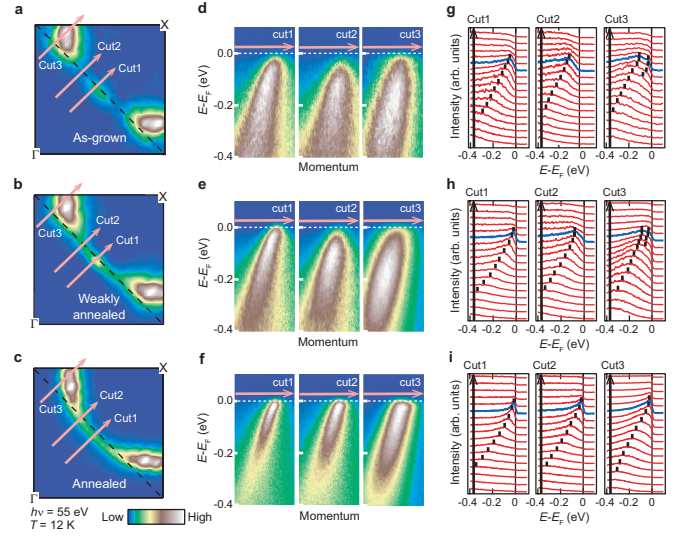 a
X
Cut2
Cut1
Cut3
As-grown
Γ
b
X
Cut2
Cut1
Cut3
Weakly
annealed
Γ
c
X
Cut2
Cut3
Cut1
Annealed
Γ
hν = 55 eV
T = 12 K
Low
High
d
cut1
cut2
cut3
0.0
-0.2
-0.4
E-E_F (eV)
Momentum
e
cut1
cut2
cut3
0.0
-0.2
-0.4
E-E_F (eV)
Momentum
f
cut1
cut2
cut3
0.0
-0.2
-0.4
E-E_F (eV)
Momentum
g
Cut1
Cut2
Cut3
Intensity (arb. units)
-0.4 -0.2 0
-0.4 -0.2 0
-0.4 -0.2 0
E-E_F (eV)
h
Cut1
Cut2
Cut3
Intensity (arb. units)
-0.4 -0.2 0
-0.4 -0.2 0
-0.4 -0.2 0
E-E_F (eV)
i
Cut1
Cut2
Cut3
Intensity (arb. units)
-0.4 -0.2 0
-0.4 -0.2 0
-0.4 -0.2 0
E-E_F (eV)